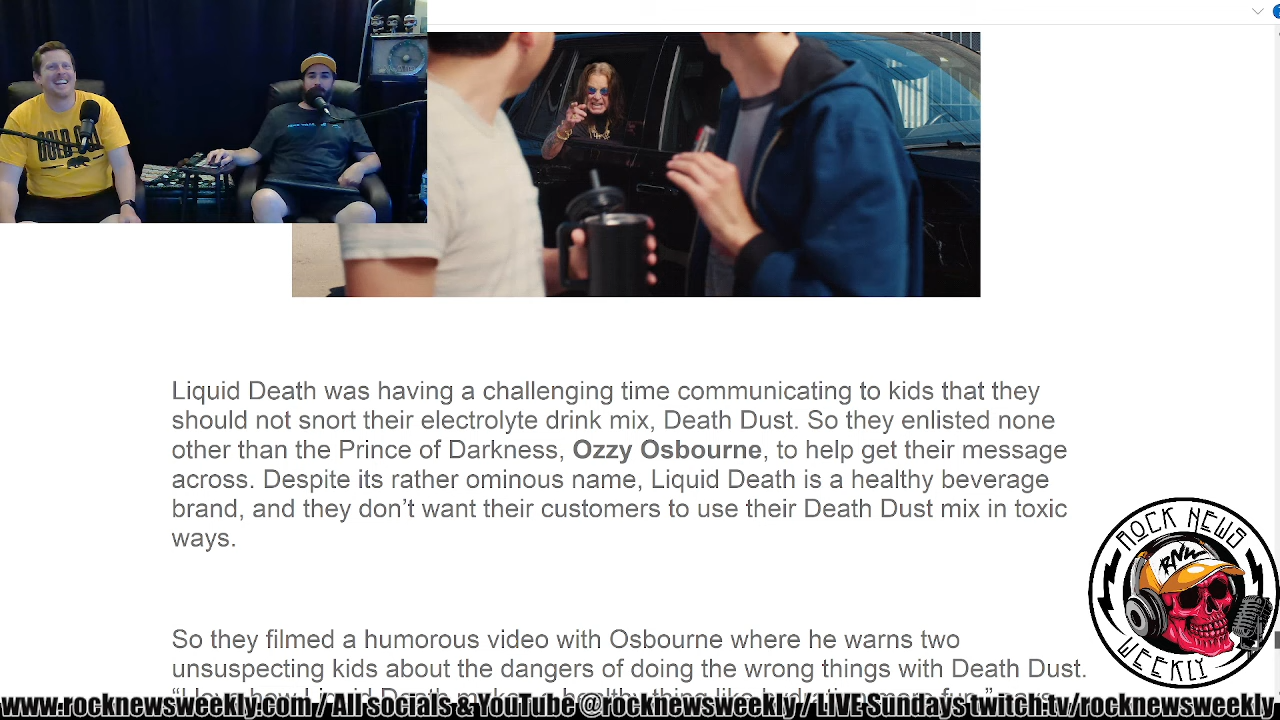 GOLD
Liquid Death was having a challenging time communicating to kids that they
should not snort their electrolyte drink mix, Death Dust. So they enlisted none
other than the Prince of Darkness, Ozzy Osbourne, to help get their message
across. Despite its rather ominous name, Liquid Death is a healthy beverage
brand, and they don’t want their customers to use their Death Dust mix in toxic
ways.
So they filmed a humorous video with Osbourne where he warns two
unsuspecting kids about the dangers of doing the wrong things with Death Dust.
ROCK NEWS
RNW
WEEKLY
www.rocknewsweekly.com / All socials & YouTube @rocknewsweekly / LIVE Sundays twitch.tv/rocknewsweekly